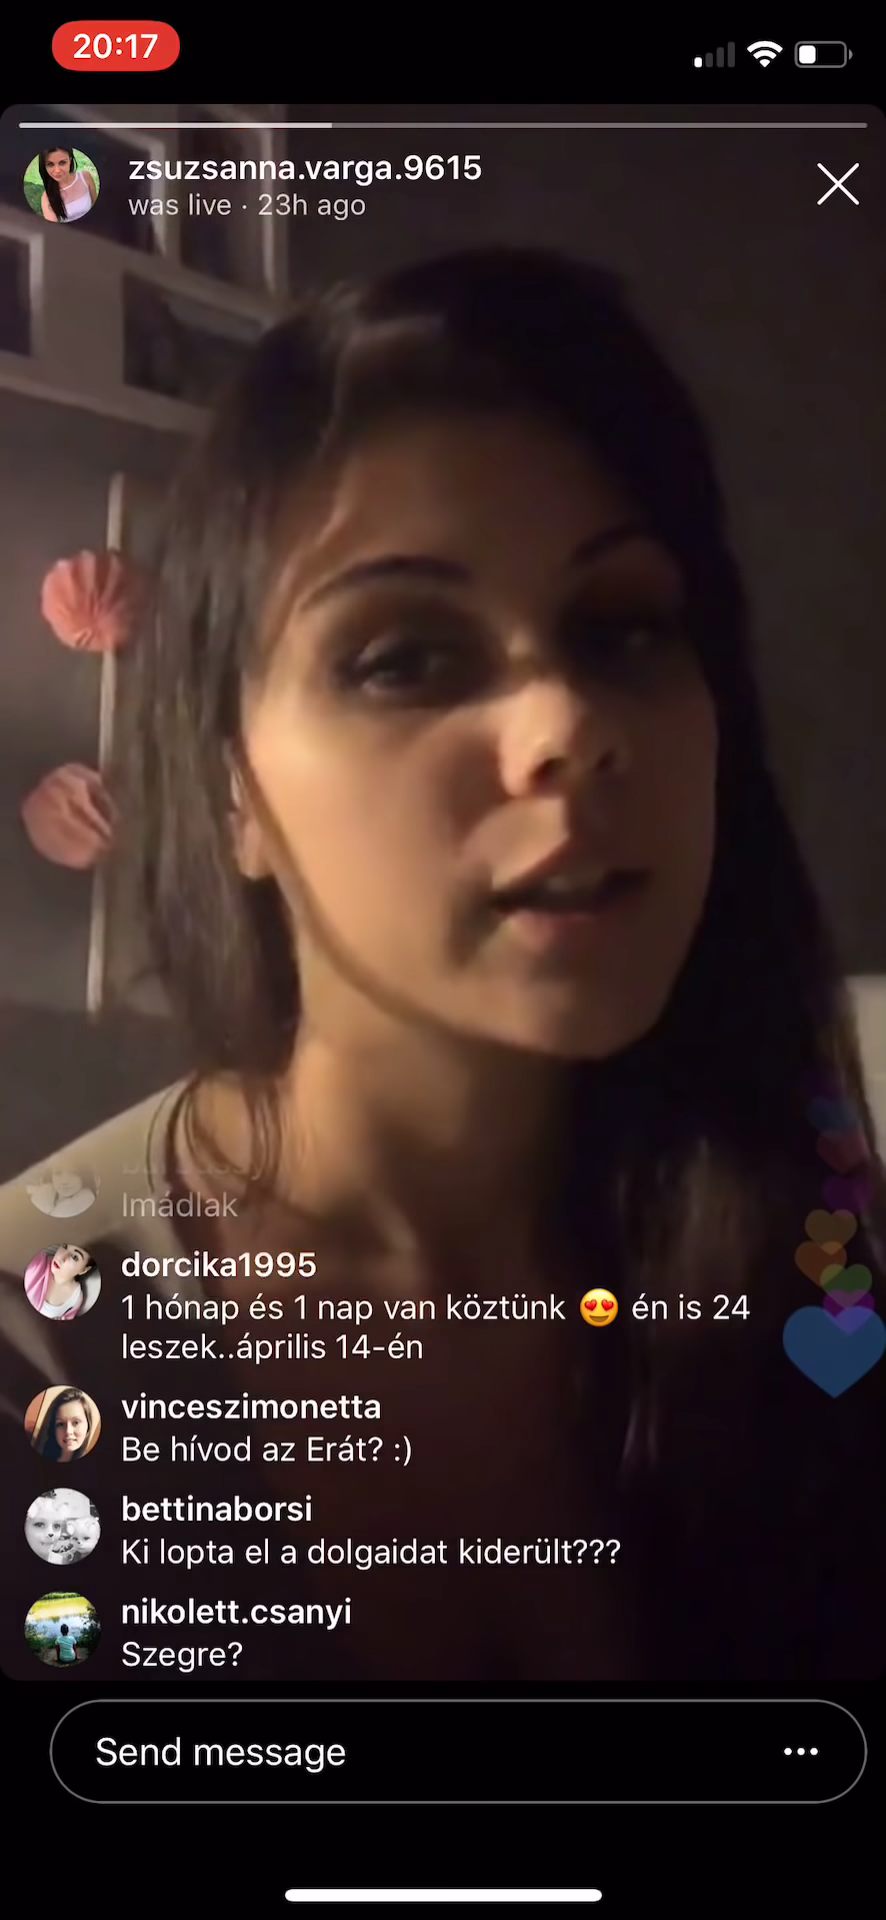 20:17
zsuzsanna.varga.9615
was live · 23h ago
Imádlak
dorcika1995
1 hónap és 1 nap van köztünk 😍 én is 24
leszek..április 14-én
vinceszimonetta
Be hívod az Erát? :)
bettinaborsi
Ki lopta el a dolgaidat kiderült???
nikolett.csanyi
Szegre?
Send message